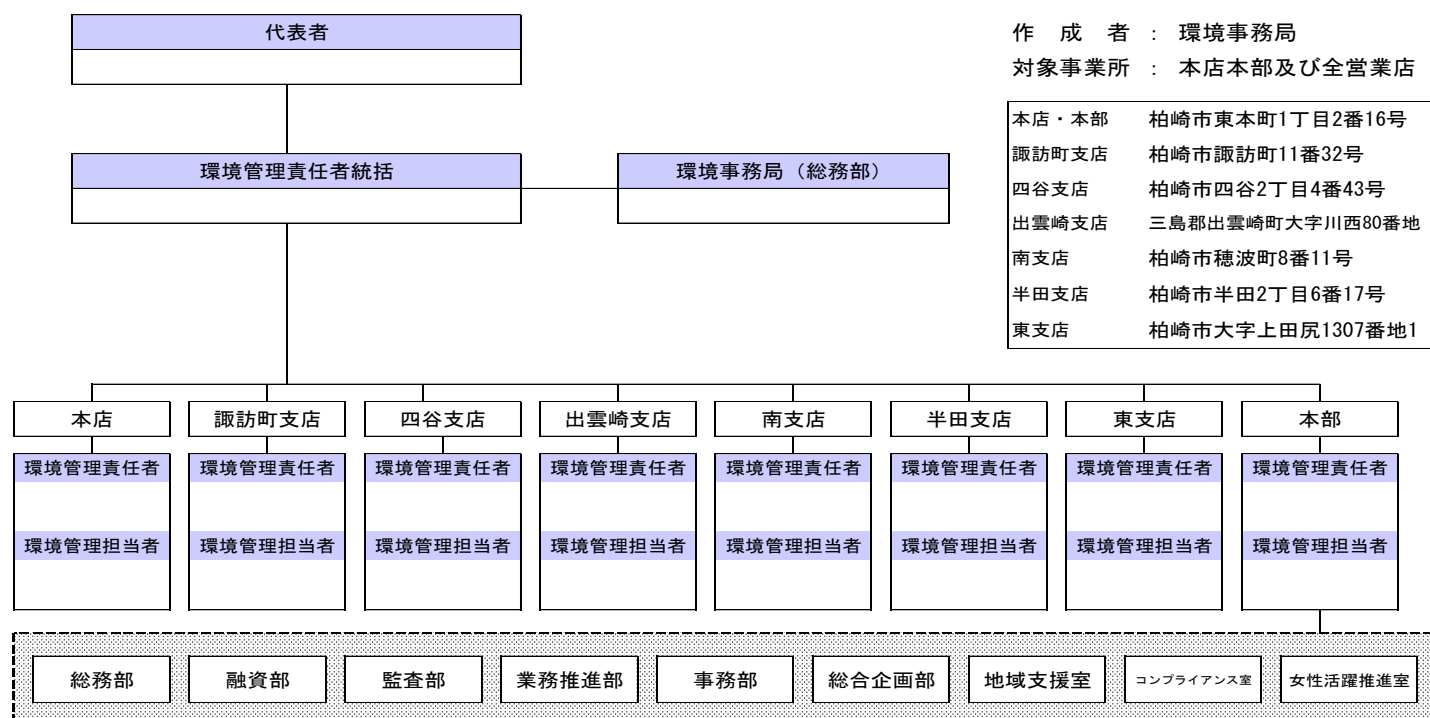 代表者
作　成　者　：　環境事務局
対象事業所　：　本店本部及び全営業店
本店・本部　柏崎市東本町1丁目2番16号
諏訪町支店　柏崎市諏訪町11番32号
四谷支店　柏崎市四谷2丁目4番43号
出雲崎支店　三島郡出雲崎町大字川西80番地
南支店　柏崎市穂波町8番11号
半田支店　柏崎市半田2丁目6番17号
東支店　柏崎市大字上田尻1307番地1
環境管理責任者統括　環境事務局（総務部）
本店　諏訪町支店　四谷支店　出雲崎支店　南支店　半田支店　東支店　本部
環境管理責任者　環境管理責任者　環境管理責任者　環境管理責任者　環境管理責任者　環境管理責任者　環境管理責任者　環境管理責任者
環境管理担当者　環境管理担当者　環境管理担当者　環境管理担当者　環境管理担当者　環境管理担当者　環境管理担当者　環境管理担当者
総務部　融資部　監査部　業務推進部　事務部　総合企画部　地域支援室　コンプライアンス室　女性活躍推進室